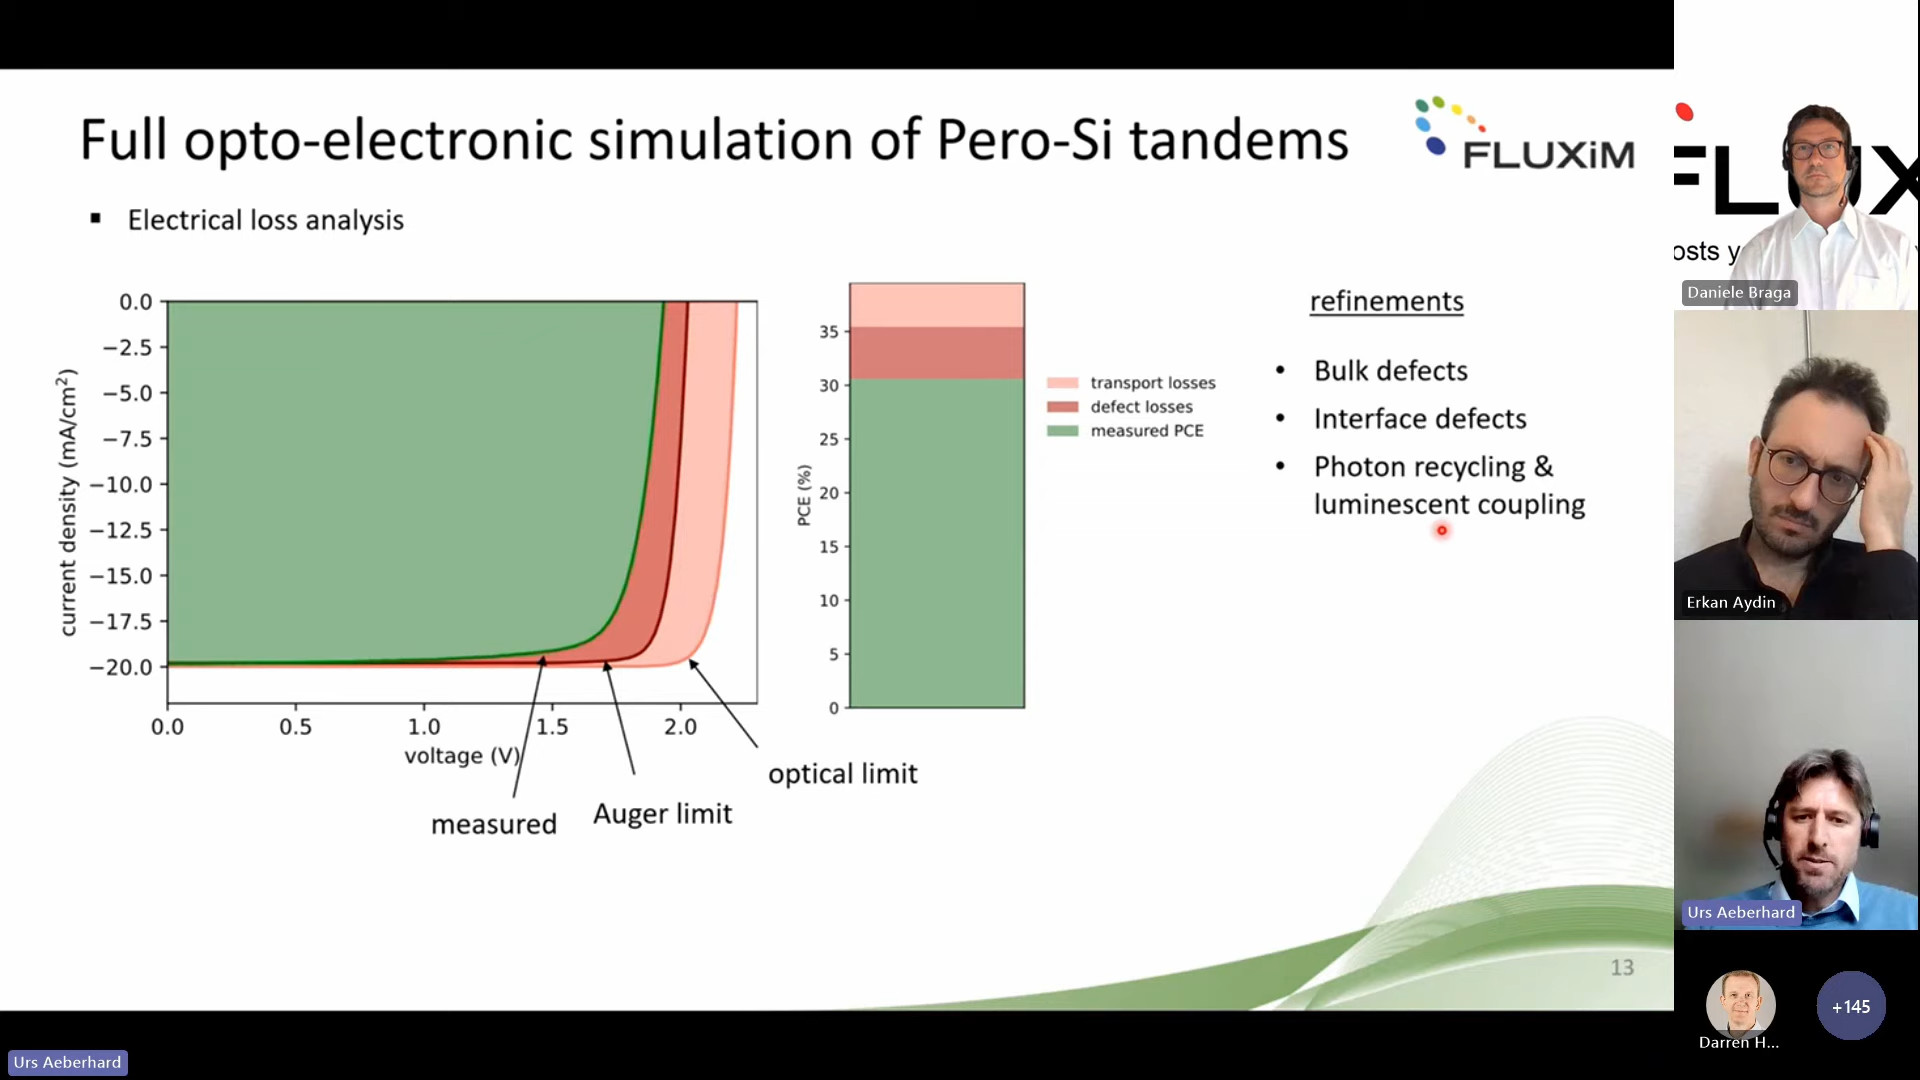 Full opto-electronic simulation of Pero-Si tandems
FLUXiM
▪ Electrical loss analysis
0.0
−2.5
−5.0
−7.5
−10.0
−12.5
−15.0
−17.5
−20.0
current density (mA/cm²)
0.0 0.5 1.0 1.5 2.0
voltage (V)
measured
Auger limit
optical limit
35
30
25
20
15
10
5
0
PCE (%)
transport losses
defect losses
measured PCE
refinements
• Bulk defects
• Interface defects
• Photon recycling &
luminescent coupling
13
FLUX
osts y
Daniele Braga
Erkan Aydin
Urs Aeberhard
Darren H...
+145
Urs Aeberhard